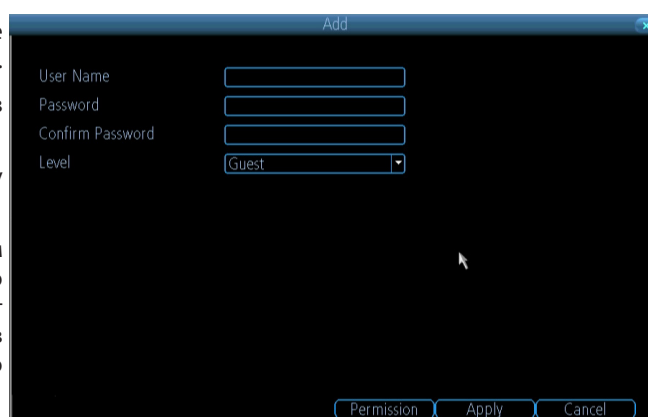 Add
User Name
Password
Confirm Password
Level Guest
Permission Apply Cancel